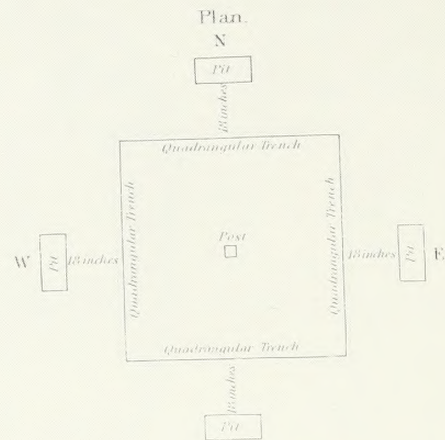 Plan.
N
Pit
18 inches
Quadrangular Trench
Quadrangular Trench
Quadrangular Trench
Post
W
Pit
18 inches
18 inches
Pit
E
Quadrangular Trench
18 inches
Pit